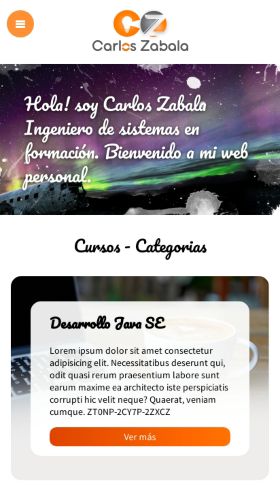 CZ
Carlos Zabala
Hola! soy Carlos Zabala
Ingeniero de sistemas en
formación. Bienvenido a mi web
personal.
Cursos - Categorias
Desarrollo Java SE
Lorem ipsum dolor sit amet consectetur
adipisicing elit. Necessitatibus deserunt qui,
odit quasi rerum praesentium labore sunt
earum maxime ea architecto iste perspiciatis
corrupti hic velit neque? Quaerat, veniam
cumque. ZT0NP-2CY7P-2ZXCZ
Ver más